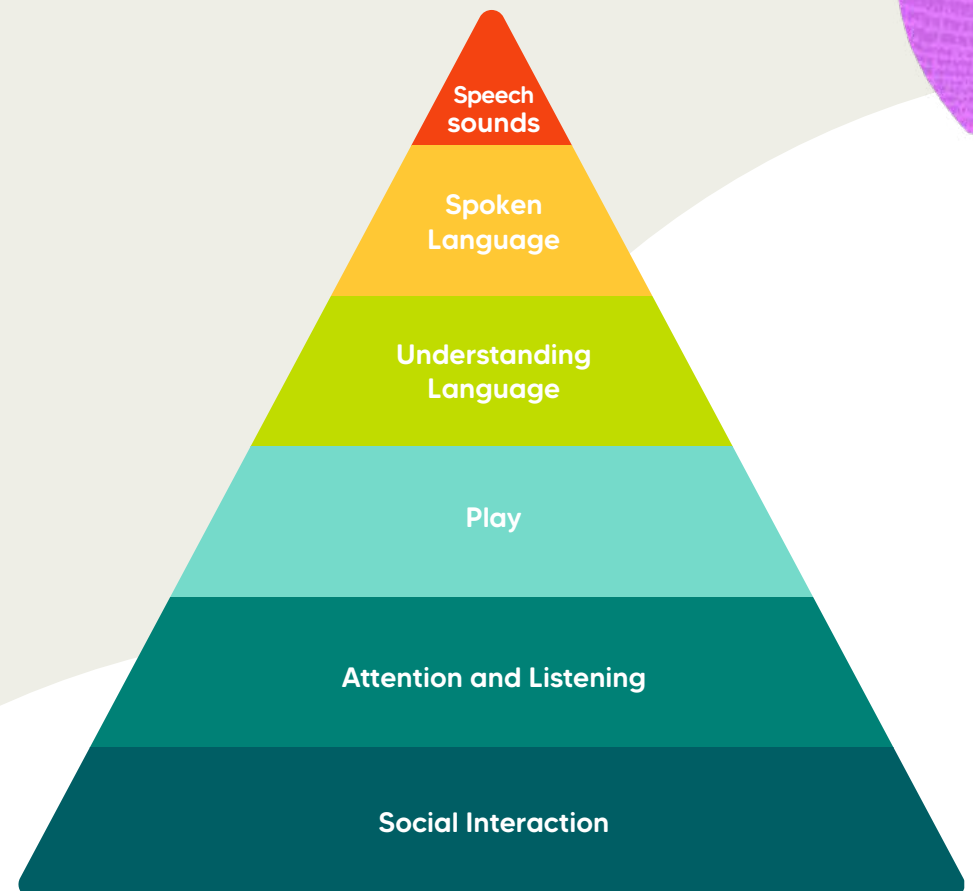 Speech
sounds
Spoken
Language
Understanding
Language
Play
Attention and Listening
Social Interaction